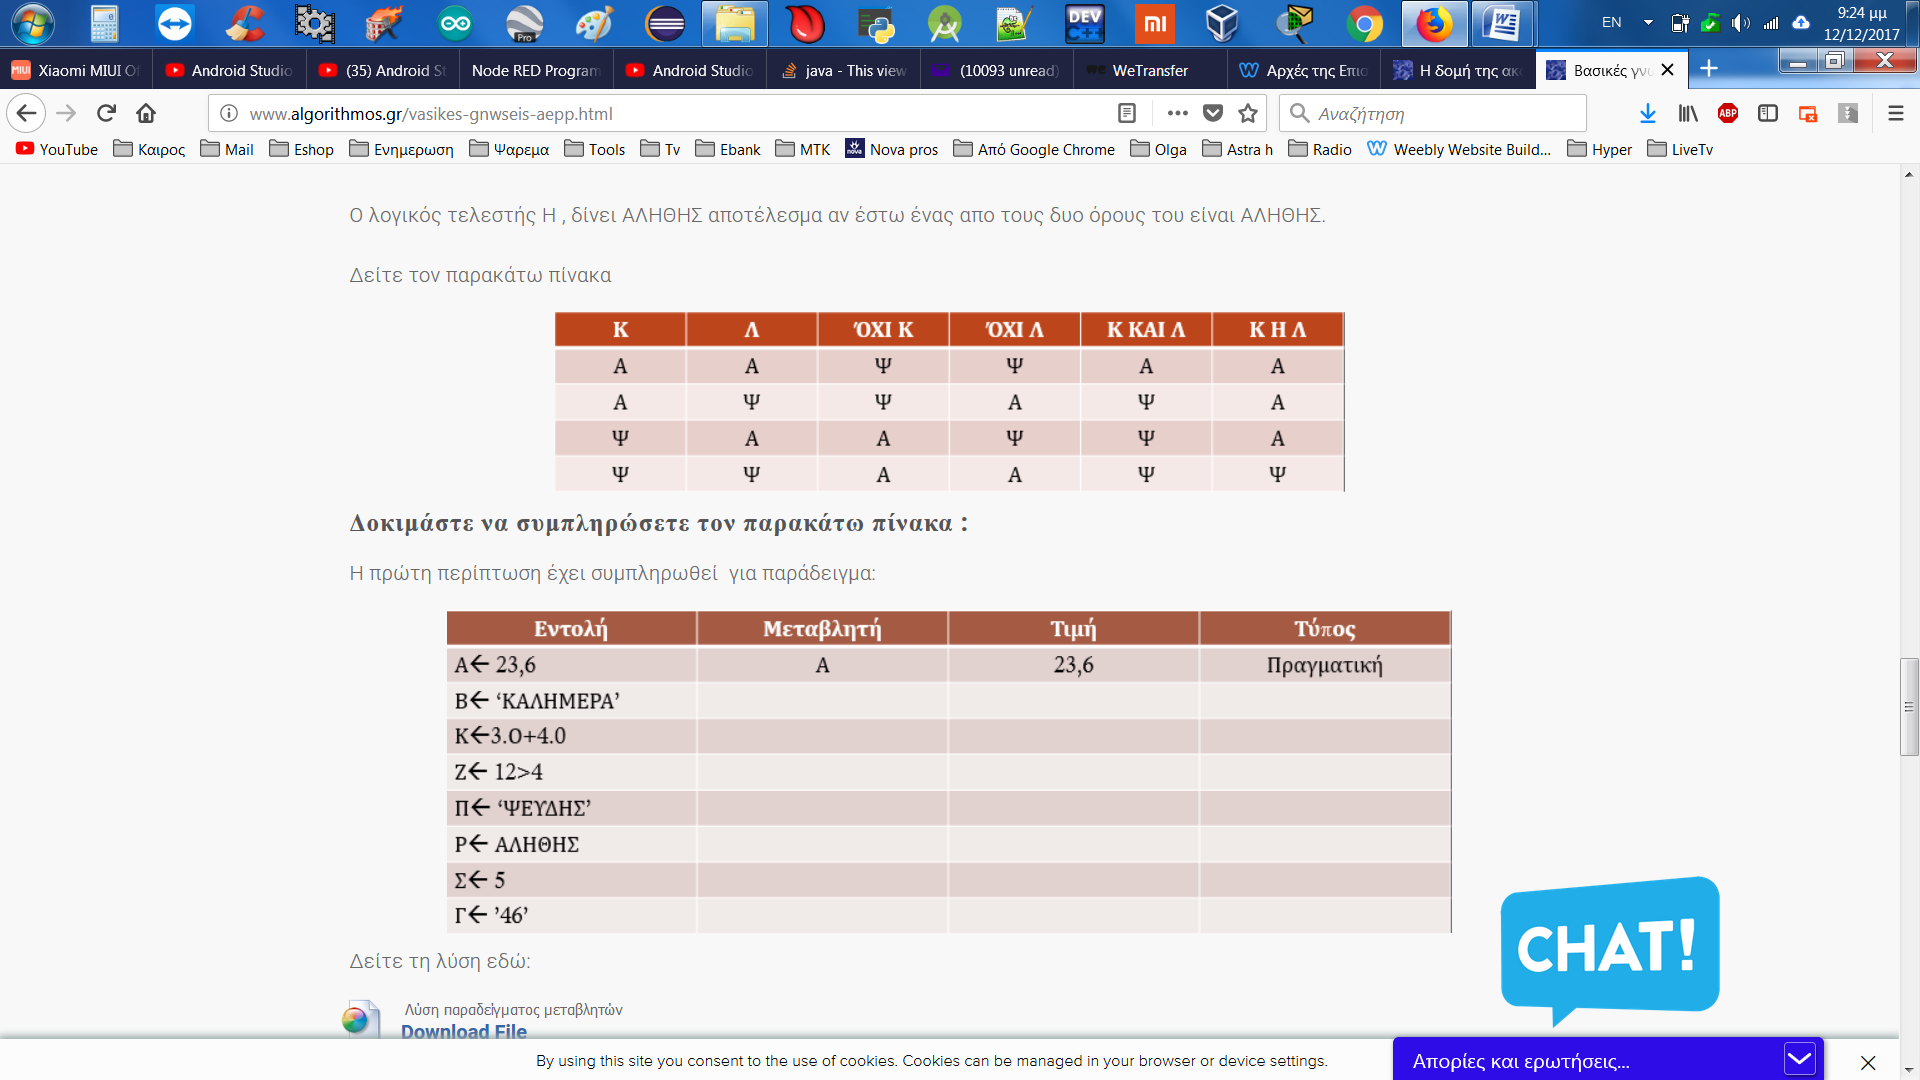 EN
9:24 μμ
12/12/2017
Xiaomi MIUI Of
Android Studio
(35) Android St
Node RED Program
Android Studio
java - This view
(10093 unread)
WeTransfer
Αρχές της Επισ
Η δομή της ακο
Βασικές γνω
www.algorithmos.gr/vasikes-gnwseis-aepp.html
Αναζήτηση
YouTube Καιρος Mail Eshop Ενημερωση Ψαρεμα Tools Tv Ebank MTK Nova pros Από Google Chrome Olga Astra h Radio Weebly Website Build... Hyper LiveTv
Ο λογικός τελεστής Η , δίνει ΑΛΗΘΗΣ αποτέλεσμα αν έστω ένας απο τους δυο όρους του είναι ΑΛΗΘΗΣ.
Δείτε τον παρακάτω πίνακα
Κ Λ ΌΧΙ Κ ΌΧΙ Λ Κ ΚΑΙ Λ Κ Η Λ
Α Α Ψ Ψ Α Α
Α Ψ Ψ Α Ψ Α
Ψ Α Α Ψ Ψ Α
Ψ Ψ Α Α Ψ Ψ
Δοκιμάστε να συμπληρώσετε τον παρακάτω πίνακα :
Η πρώτη περίπτωση έχει συμπληρωθεί για παράδειγμα:
Εντολή Μεταβλητή Τιμή Τύπος
Α← 23,6 Α 23,6 Πραγματική
Β← ‘ΚΑΛΗΜΕΡΑ’
Κ←3.Ο+4.0
Ζ← 12>4
Π← ‘ΨΕΥΔΗΣ’
Ρ← ΑΛΗΘΗΣ
Σ← 5
Γ← ’46’
Δείτε τη λύση εδώ:
Λύση παραδείγματος μεταβλητών
Download File
CHAT!
By using this site you consent to the use of cookies. Cookies can be managed in your browser or device settings.
Απορίες και ερωτήσεις...